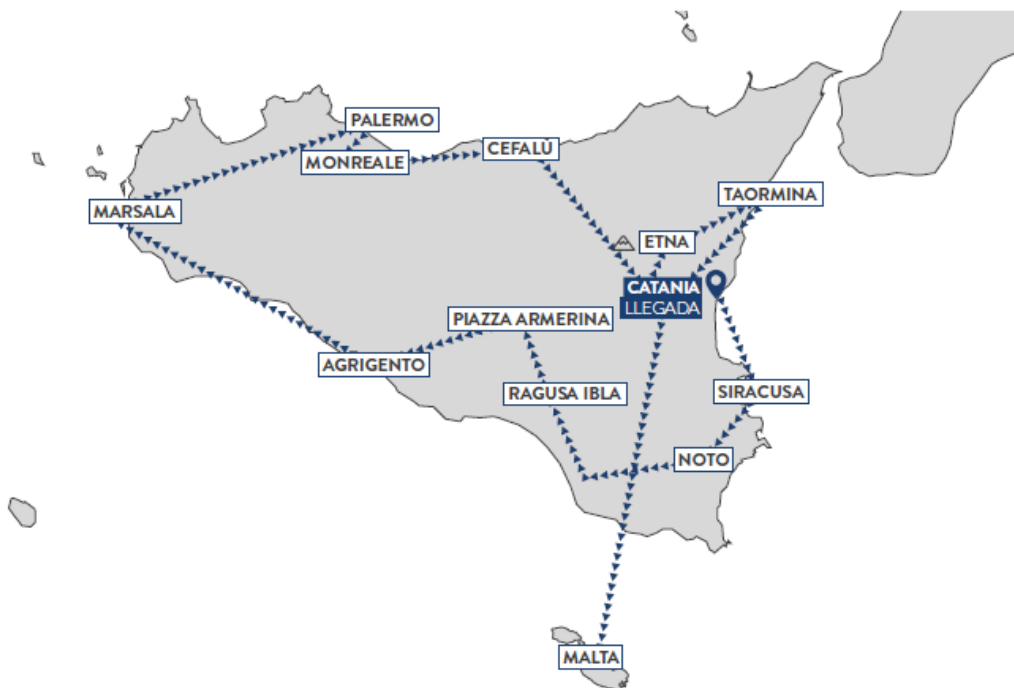 PALERMO
CEFALÙ
MONREALE
TAORMINA
MARSALA
ETNA
CATANIA
LLEGADA
PIAZZA ARMERINA
AGRIGENTO
RAGUSA IBLA
SIRACUSA
NOTO
MALTA